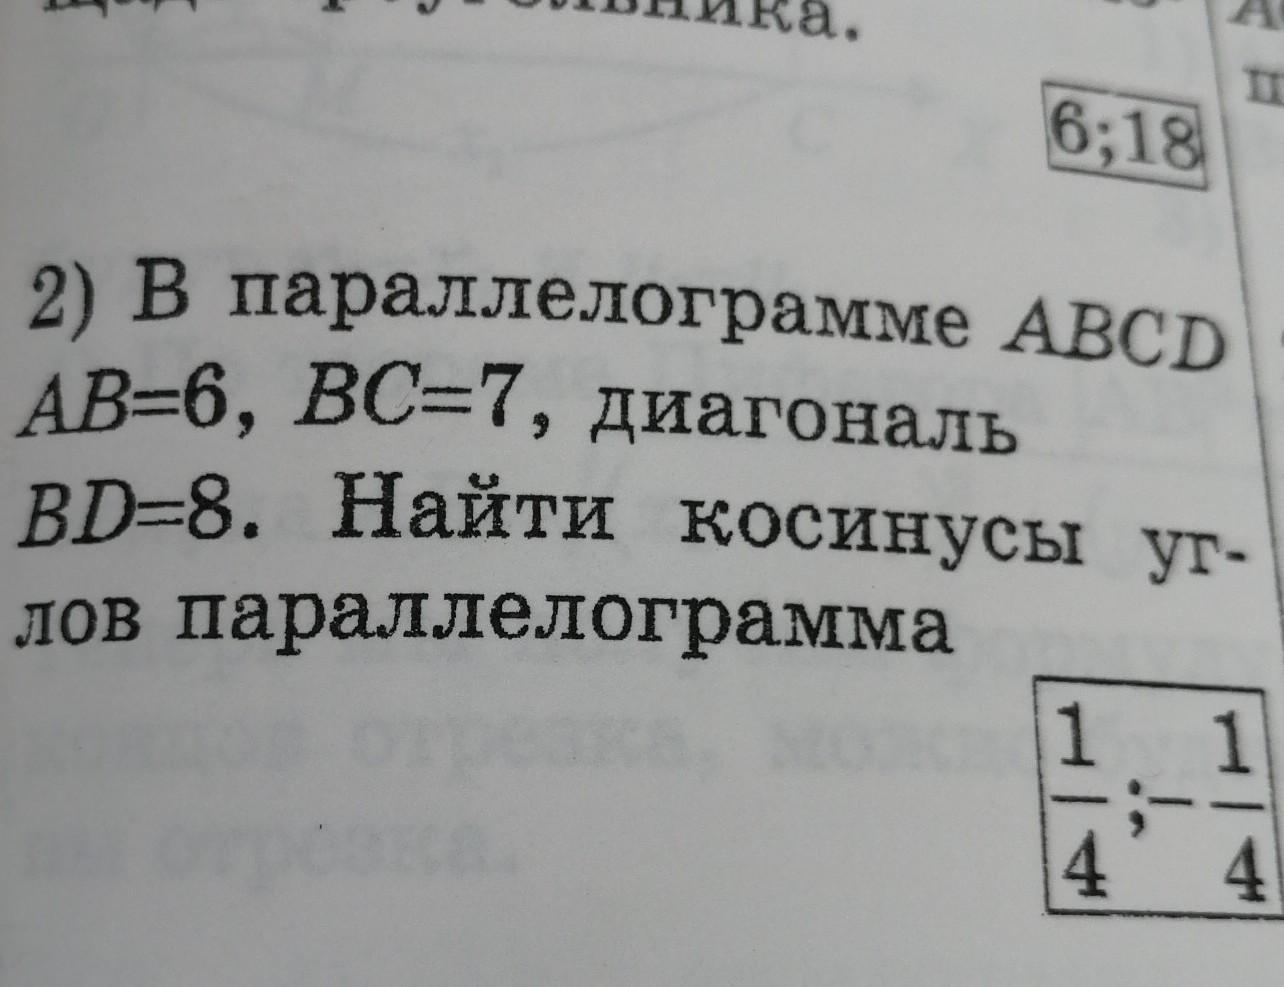 6;18
2) В параллелограмме ABCD
AB=6, BC=7, диагональ
BD=8. Найти косинусы уг-
лов параллелограмма
1/4;-1/4